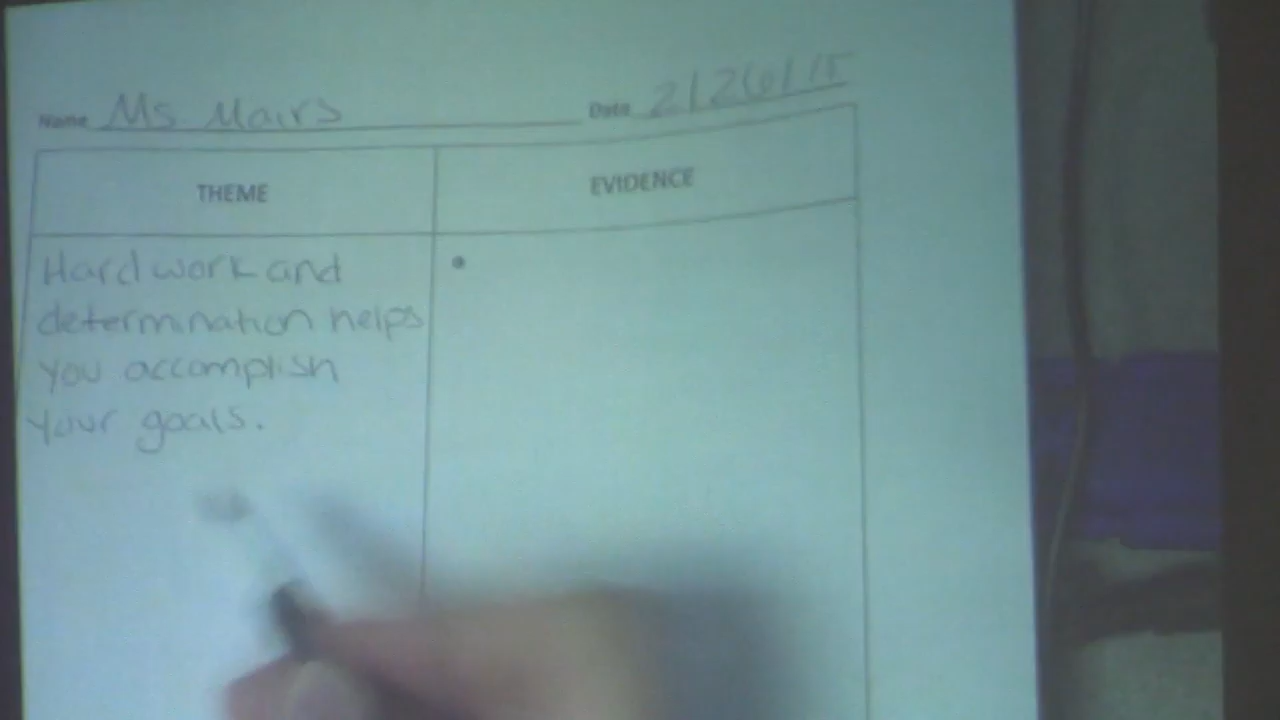 Name Ms Mairs Date 2/26/15
THEME EVIDENCE
Hard work and
determination helps
you accomplish
your goals.